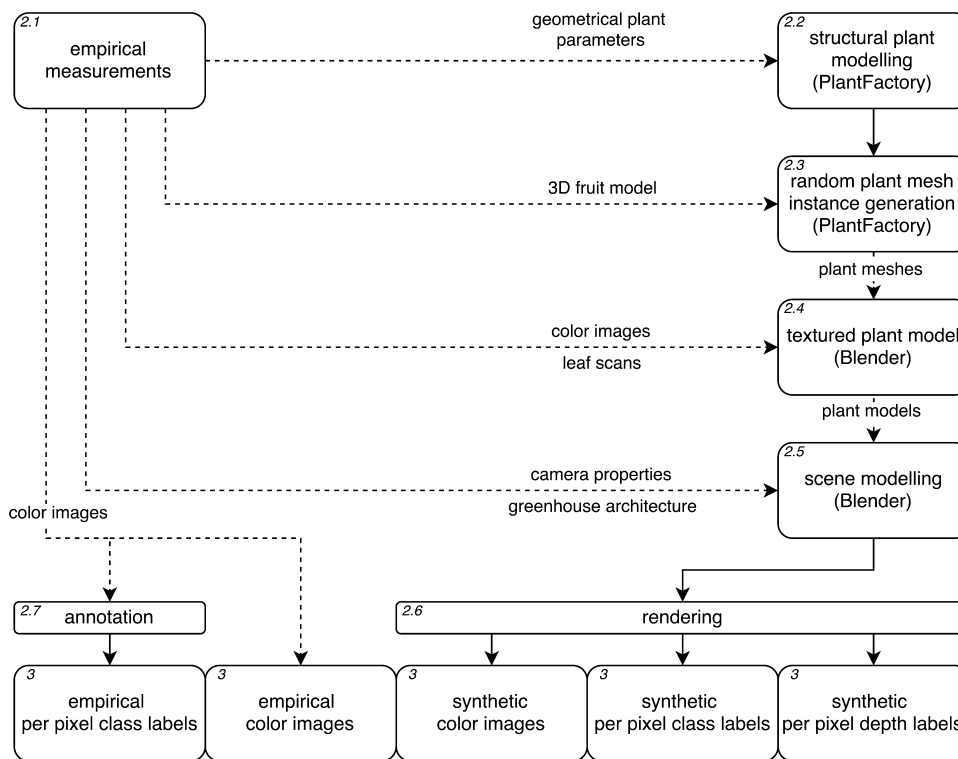 2.1
empirical
measurements
geometrical plant
parameters
2.2
structural plant
modelling
(PlantFactory)
3D fruit model
2.3
random plant mesh
instance generation
(PlantFactory)
plant meshes
color images
leaf scans
2.4
textured plant model
(Blender)
plant models
camera properties
greenhouse architecture
2.5
scene modelling
(Blender)
color images
2.7
annotation
2.6
rendering
3
empirical
per pixel class labels
3
empirical
color images
3
synthetic
color images
3
synthetic
per pixel class labels
3
synthetic
per pixel depth labels